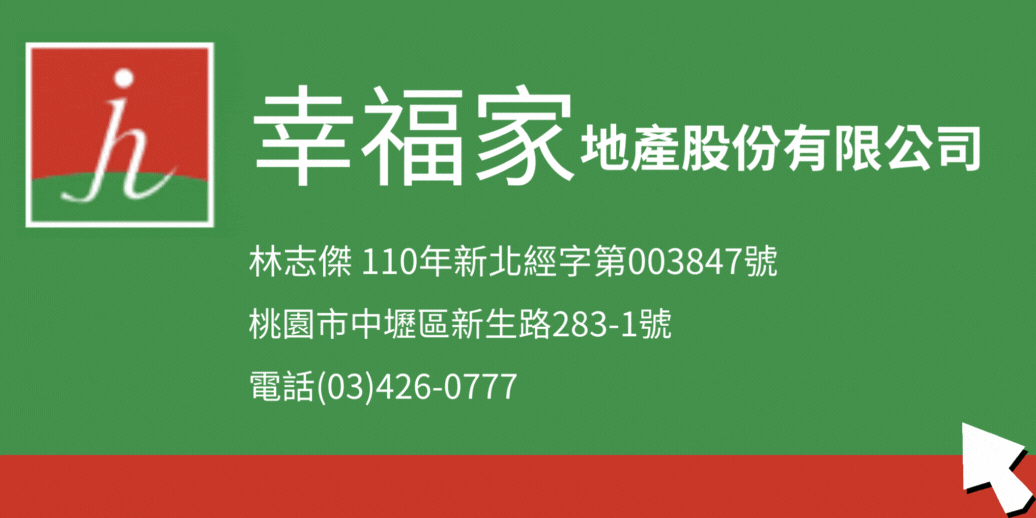 jh
幸福家地產股份有限公司
林志傑 110年新北經字第003847號
桃園市中壢區新生路283-1號
電話(03)426-0777